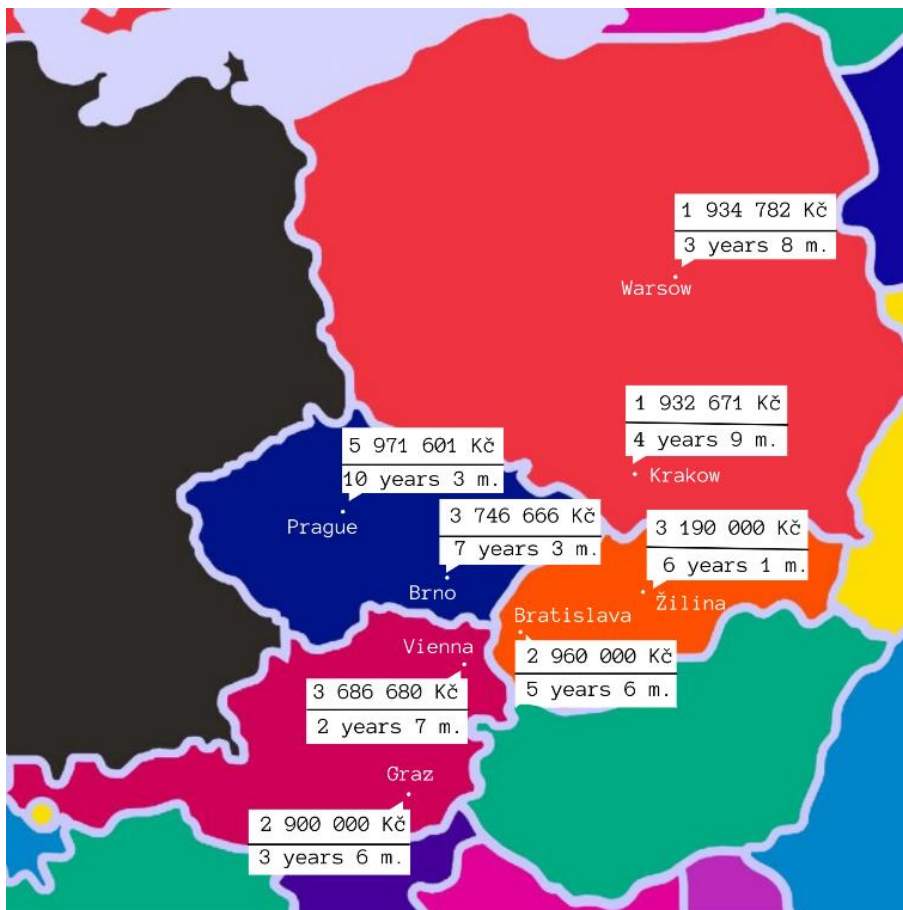 1 934 782 Kč
3 years 8 m.
Warsow
1 932 671 Kč
4 years 9 m.
Krakow
5 971 601 Kč
10 years 3 m.
Prague
3 746 666 Kč
7 years 3 m.
Brno
3 190 000 Kč
6 years 1 m.
Žilina
Bratislava
2 960 000 Kč
5 years 6 m.
Vienna
3 686 680 Kč
2 years 7 m.
Graz
2 900 000 Kč
3 years 6 m.